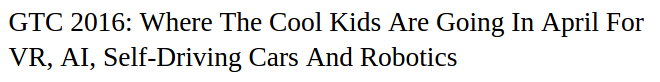 GTC 2016: Where The Cool Kids Are Going In April For
VR, AI, Self-Driving Cars And Robotics